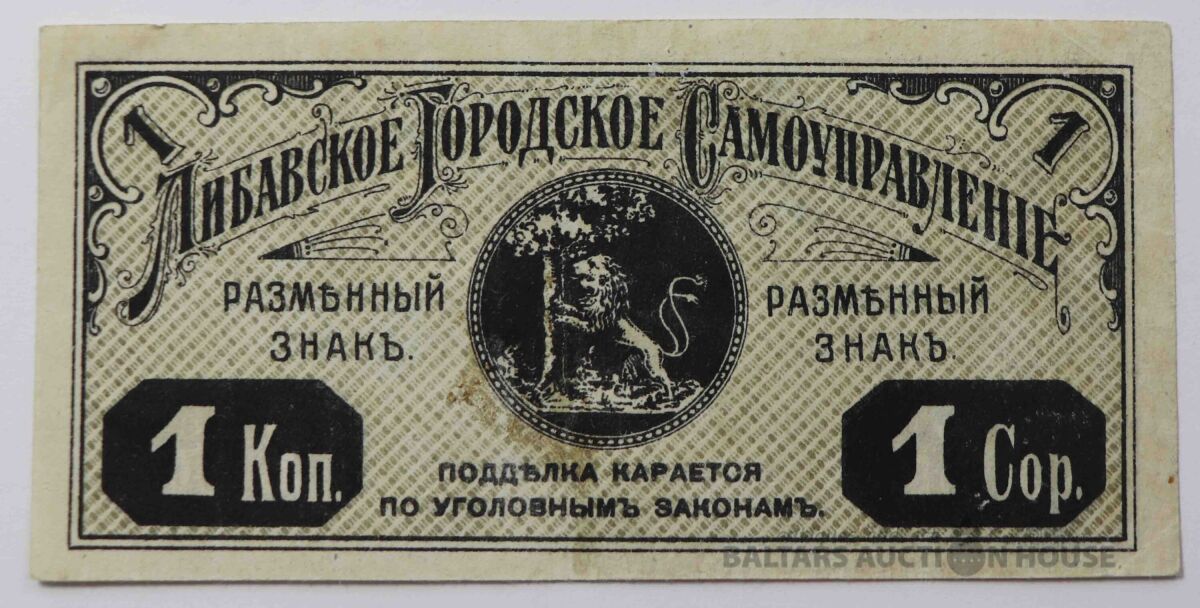 1 1
Либавское Городское Самоуправленіе
РАЗМѢННЫЙ
ЗНАКЪ.
РАЗМѢННЫЙ
ЗНАКЪ.
1 Коп.
1 Cop.
ПОДДѢЛКА КАРАЕТСЯ
ПО УГОЛОВНЫМЪ ЗАКОНАМЪ.
BALTARS AUCTION HOUSE